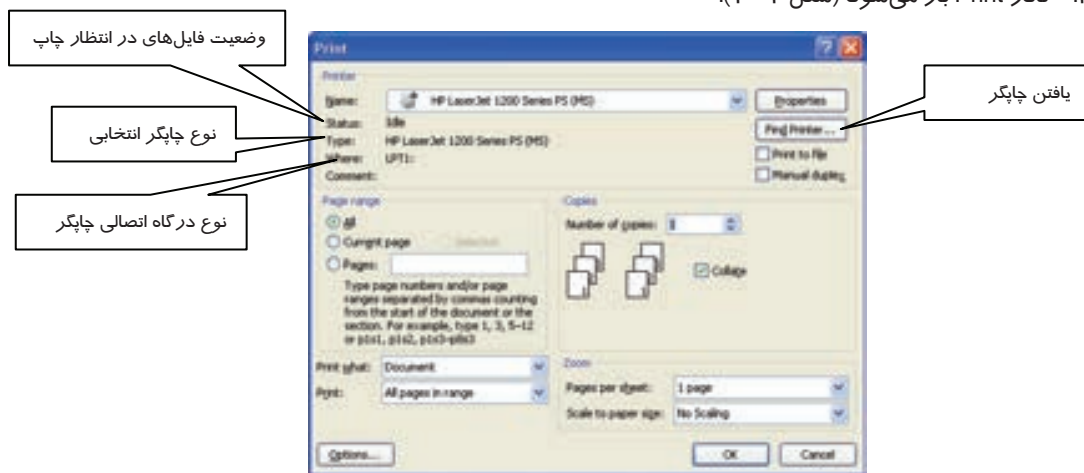 وضعیت فایل‌های در انتظار چاپ
نوع چاپگر انتخابی
نوع درگاه اتصالی چاپگر
یافتن چاپگر
Print
Printer
Name: HP LaserJet 1200 Series PS (MS)
Properties
Status: Idle
Find Printer...
Type: HP LaserJet 1200 Series PS (MS)
Where: LPT1:
Print to file
Comment:
Manual duplex
Page range
All
Current page Selection
Pages:
Type page numbers and/or page
ranges separated by commas counting
from the start of the document or the
section. For example, type 1, 3, 5–12
or p1s1, p1s2, p1s3–p8s3
Copies
Number of copies: 1
Collate
Print what: Document
Print: All pages in range
Zoom
Pages per sheet: 1 page
Scale to paper size: No Scaling
Options...
OK
Cancel